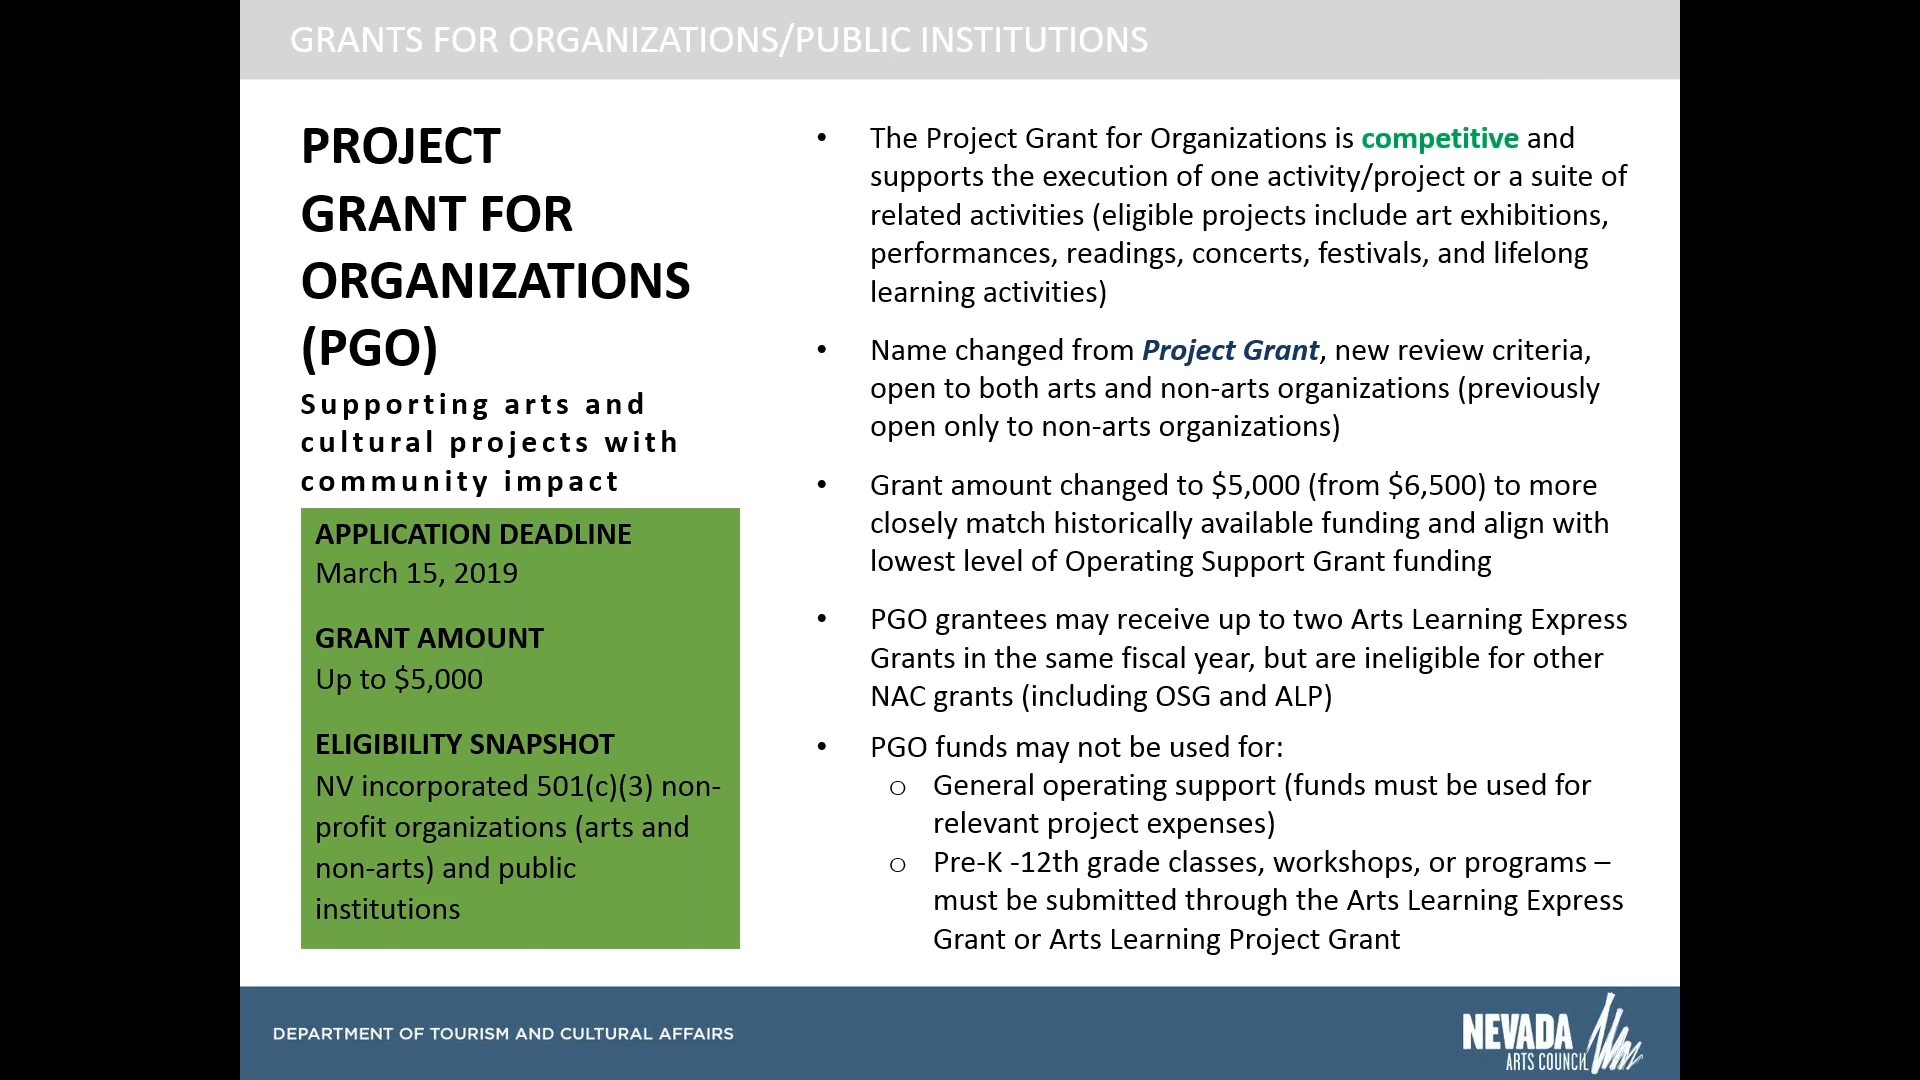 GRANTS FOR ORGANIZATIONS/PUBLIC INSTITUTIONS
PROJECT
GRANT FOR
ORGANIZATIONS
(PGO)
Supporting arts and
cultural projects with
community impact
APPLICATION DEADLINE
March 15, 2019
GRANT AMOUNT
Up to $5,000
ELIGIBILITY SNAPSHOT
NV incorporated 501(c)(3) non-
profit organizations (arts and
non-arts) and public
institutions
• The Project Grant for Organizations is competitive and
supports the execution of one activity/project or a suite of
related activities (eligible projects include art exhibitions,
performances, readings, concerts, festivals, and lifelong
learning activities)
• Name changed from Project Grant, new review criteria,
open to both arts and non-arts organizations (previously
open only to non-arts organizations)
• Grant amount changed to $5,000 (from $6,500) to more
closely match historically available funding and align with
lowest level of Operating Support Grant funding
• PGO grantees may receive up to two Arts Learning Express
Grants in the same fiscal year, but are ineligible for other
NAC grants (including OSG and ALP)
• PGO funds may not be used for:
o General operating support (funds must be used for
relevant project expenses)
o Pre-K -12th grade classes, workshops, or programs –
must be submitted through the Arts Learning Express
Grant or Arts Learning Project Grant
DEPARTMENT OF TOURISM AND CULTURAL AFFAIRS
NEVADA
ARTS COUNCIL